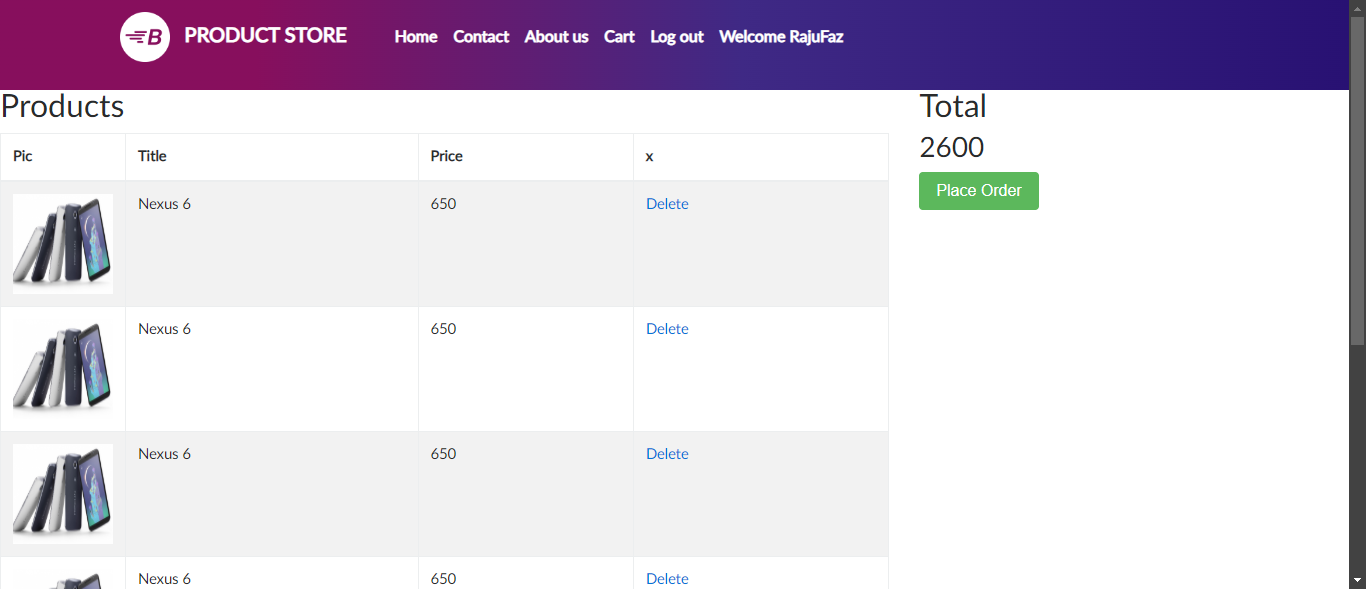 B PRODUCT STORE Home Contact About us Cart Log out Welcome RajuFaz
Products
Total
2600
Place Order
Pic Title Price x
Nexus 6 650 Delete
Nexus 6 650 Delete
Nexus 6 650 Delete
Nexus 6 650 Delete